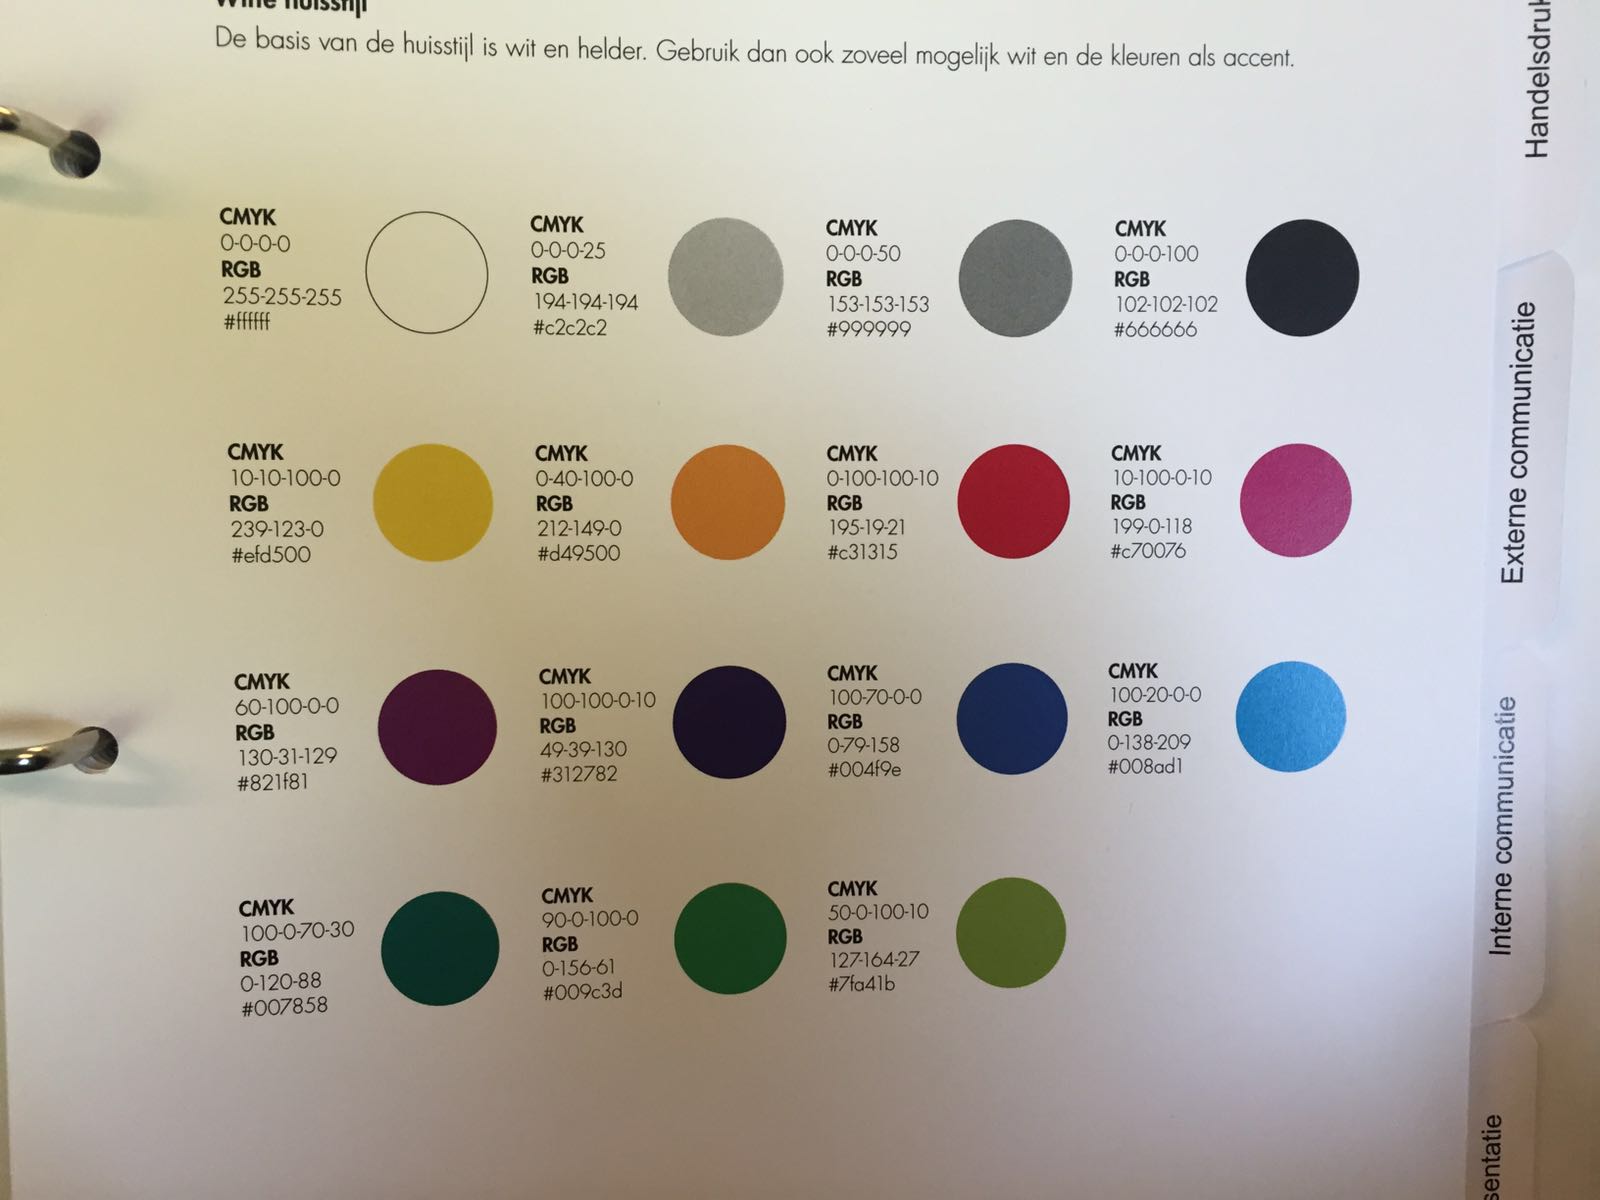 De basis van de huisstijl is wit en helder. Gebruik dan ook zoveel mogelijk wit en de kleuren als accent.
CMYK
0-0-0-0
RGB
255-255-255
#ffffff
CMYK
0-0-0-25
RGB
194-194-194
#c2c2c2
CMYK
0-0-0-50
RGB
153-153-153
#999999
CMYK
0-0-0-100
RGB
102-102-102
#666666
CMYK
10-10-100-0
RGB
239-123-0
#efd500
CMYK
0-40-100-0
RGB
212-149-0
#d49500
CMYK
0-100-100-10
RGB
195-19-21
#c31315
CMYK
10-100-0-10
RGB
199-0-118
#c70076
CMYK
60-100-0-0
RGB
130-31-129
#821f81
CMYK
100-100-0-10
RGB
49-39-130
#312782
CMYK
100-70-0-0
RGB
0-79-158
#004f9e
CMYK
100-20-0-0
RGB
0-138-209
#008ad1
CMYK
100-0-70-30
RGB
0-120-88
#007858
CMYK
90-0-100-0
RGB
0-156-61
#009c3d
CMYK
50-0-100-10
RGB
127-164-27
#7fa41b
Handelsdruk
Externe communicatie
Interne communicatie
sentatie